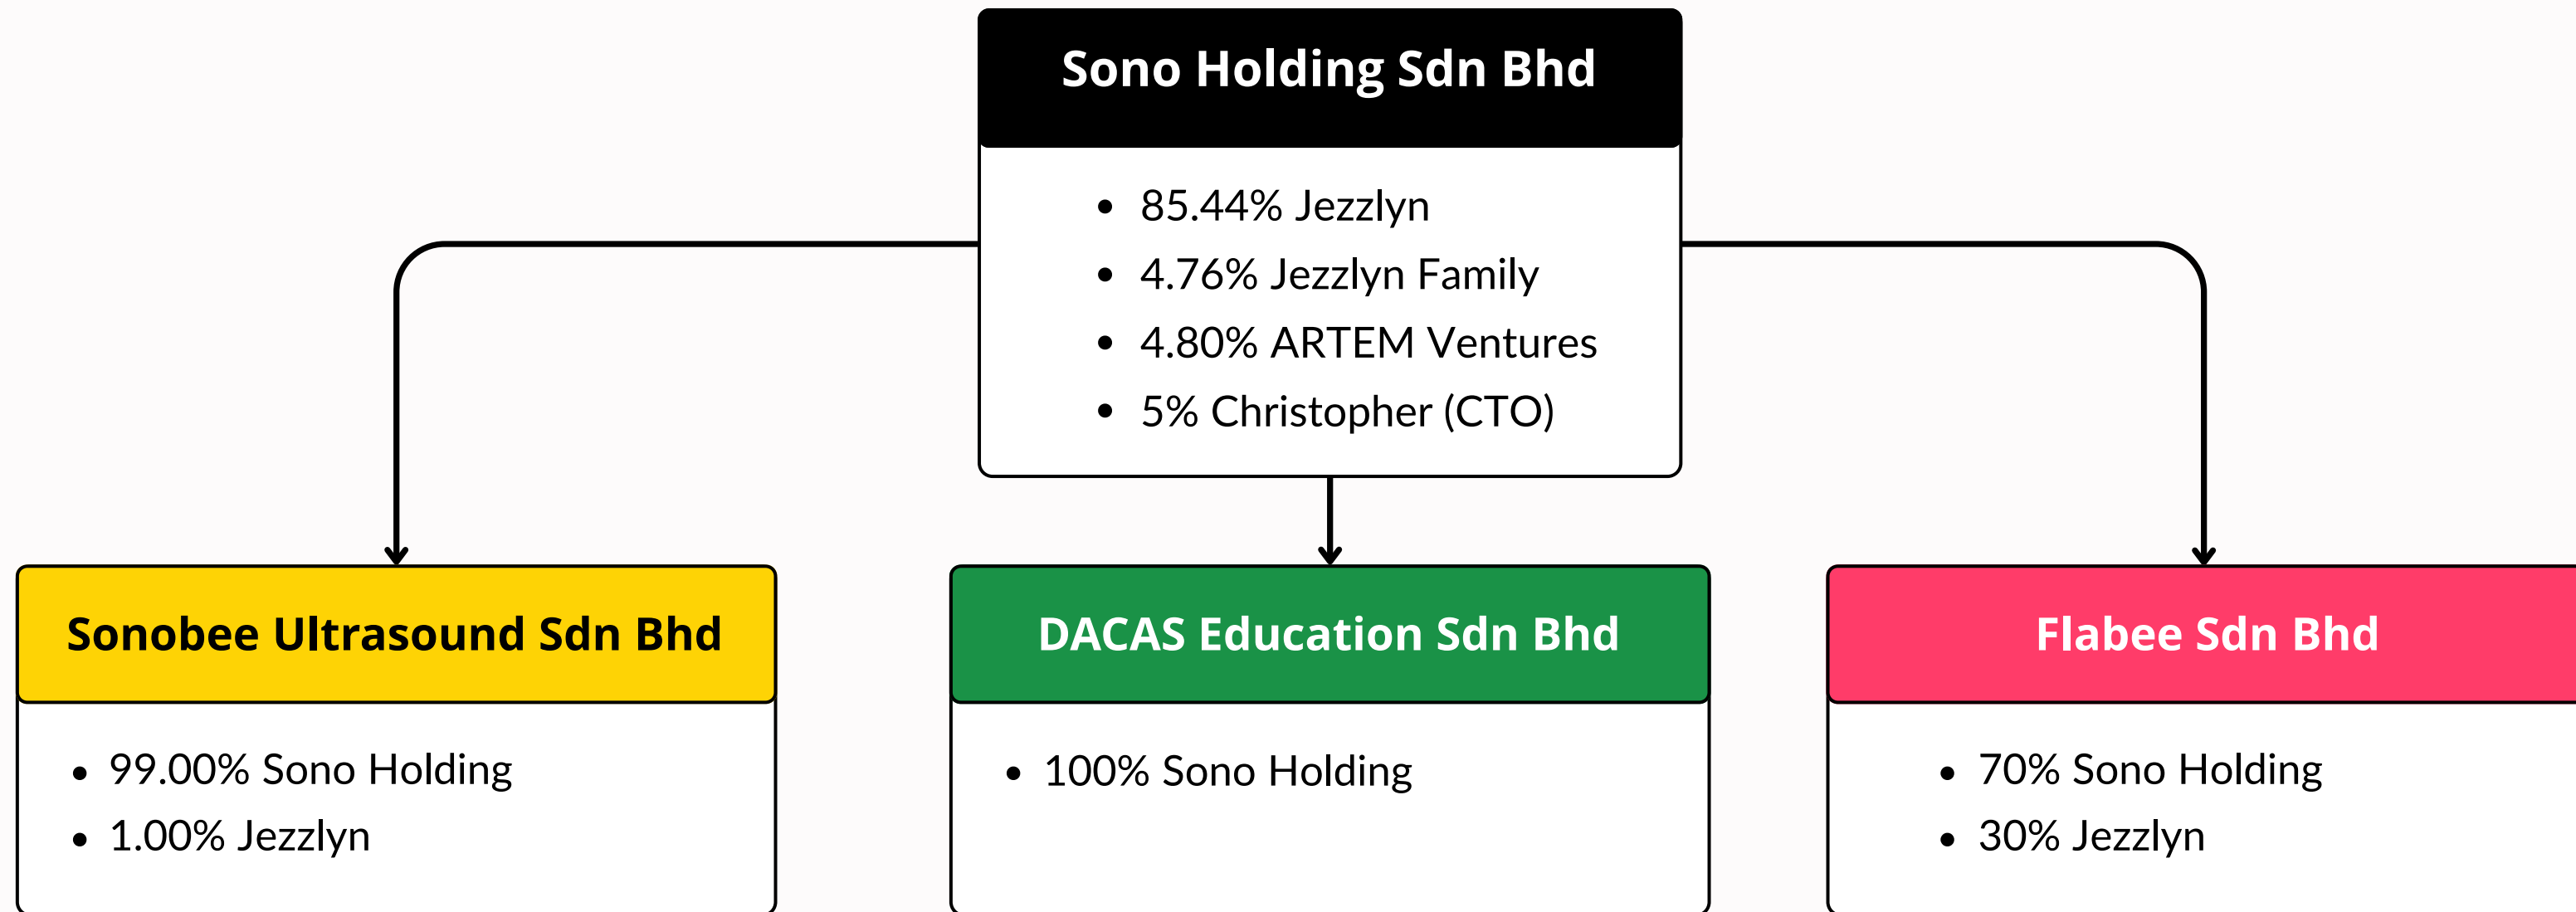 Sono Holding Sdn Bhd
• 85.44% Jezzlyn
• 4.76% Jezzlyn Family
• 4.80% ARTEM Ventures
• 5% Christopher (CTO)
Sonobee Ultrasound Sdn Bhd
• 99.00% Sono Holding
• 1.00% Jezzlyn
DACAS Education Sdn Bhd
• 100% Sono Holding
Flabee Sdn Bhd
• 70% Sono Holding
• 30% Jezzlyn